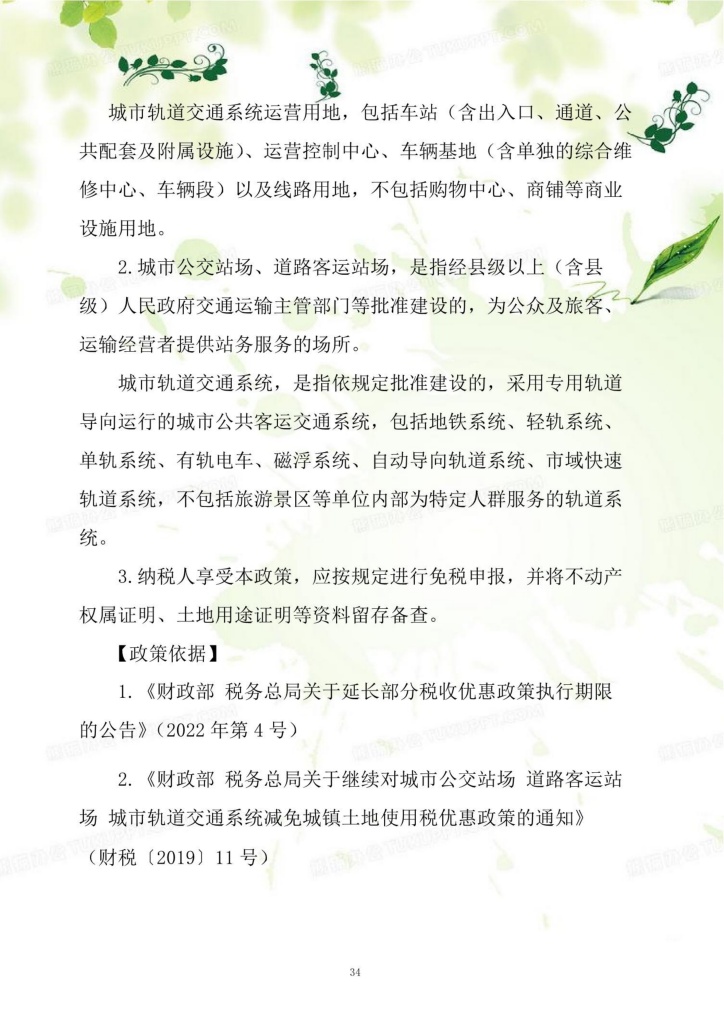 城市轨道交通系统运营用地，包括车站（含出入口、通道、公
共配套及附属设施）、运营控制中心、车辆基地（含单独的综合维
修中心、车辆段）以及线路用地，不包括购物中心、商铺等商业
设施用地。
2.城市公交站场、道路客运站场，是指经县级以上（含县
级）人民政府交通运输主管部门等批准建设的，为公众及旅客、
运输经营者提供站务服务的场所。
城市轨道交通系统，是指依规定批准建设的，采用专用轨道
导向运行的城市公共客运交通系统，包括地铁系统、轻轨系统、
单轨系统、有轨电车、磁浮系统、自动导向轨道系统、市域快速
轨道系统，不包括旅游景区等单位内部为特定人群服务的轨道系
统。
3.纳税人享受本政策，应按规定进行免税申报，并将不动产
权属证明、土地用途证明等资料留存备查。
【政策依据】
1.《财政部 税务总局关于延长部分税收优惠政策执行期限
的公告》（2022 年第 4 号）
2.《财政部 税务总局关于继续对城市公交站场 道路客运站
场 城市轨道交通系统减免城镇土地使用税优惠政策的通知》
（财税〔2019〕11 号）
34